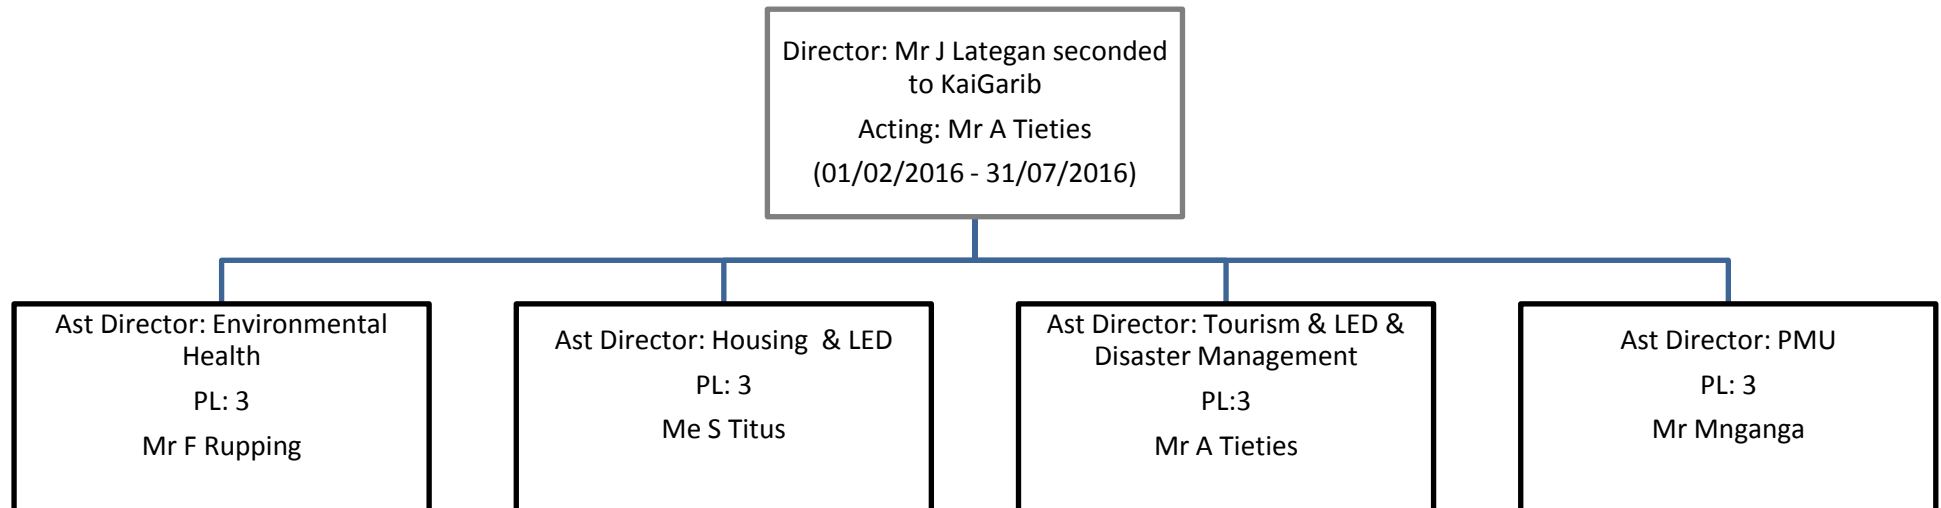 Director: Mr J Lategan seconded
to KaiGarib
Acting: Mr A Tieties
(01/02/2016 - 31/07/2016)
Ast Director: Environmental
Health
PL: 3
Mr F Rupping
Ast Director: Housing  & LED
PL: 3
Me S Titus
Ast Director: Tourism & LED &
Disaster Management
PL:3
Mr A Tieties
Ast Director: PMU
PL: 3
Mr Mnganga